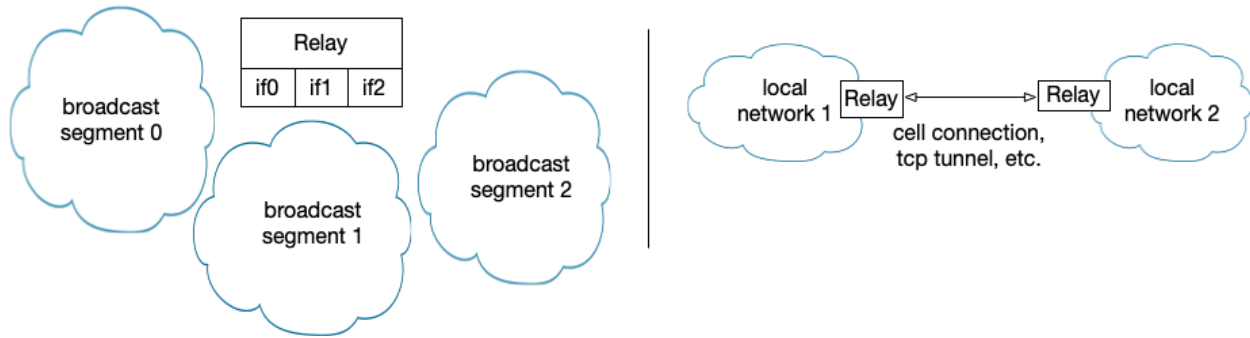 Relay
if0 if1 if2
broadcast
segment 0
broadcast
segment 1
broadcast
segment 2
local
network 1
Relay
Relay
local
network 2
cell connection,
tcp tunnel, etc.